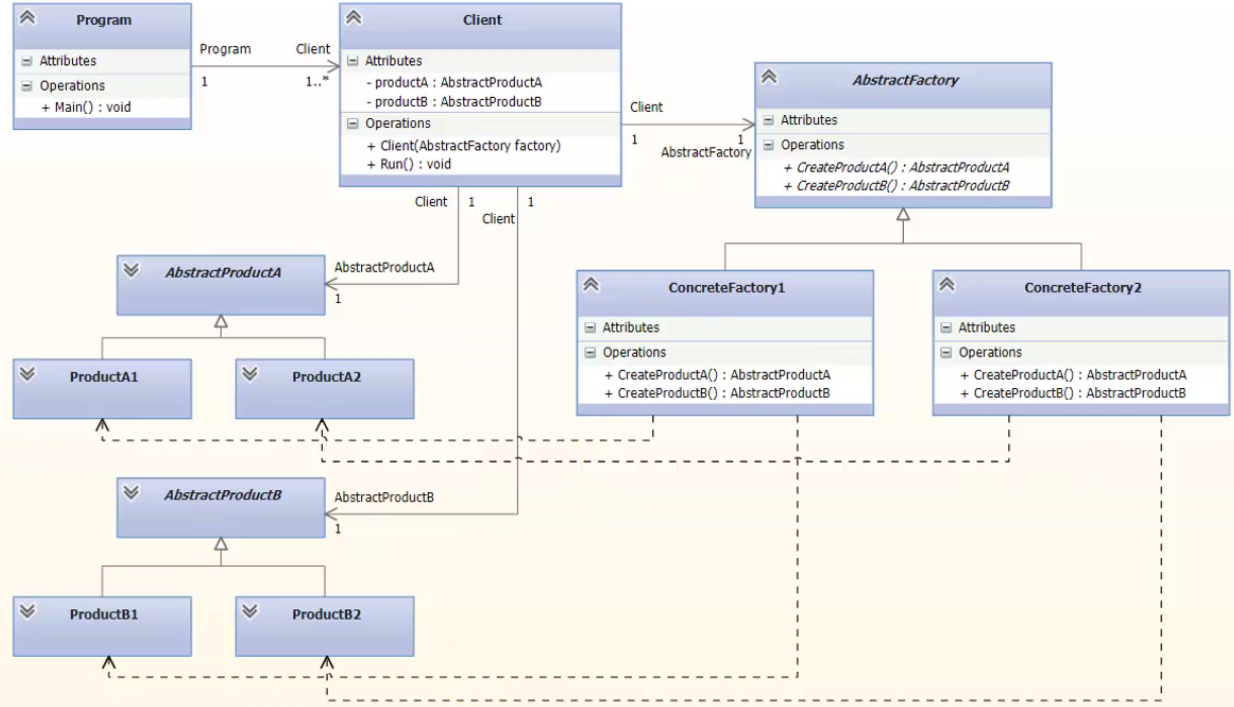 Program
Attributes
Operations
+ Main() : void
Program
Client
1
1..*
Client
Attributes
- productA : AbstractProductA
- productB : AbstractProductB
Operations
+ Client(AbstractFactory factory)
+ Run() : void
Client
1
1
AbstractFactory
AbstractFactory
Attributes
Operations
+ CreateProductA() : AbstractProductA
+ CreateProductB() : AbstractProductB
Client
1
Client
1
AbstractProductA
AbstractProductA
1
ProductA1
ProductA2
ConcreteFactory1
Attributes
Operations
+ CreateProductA() : AbstractProductA
+ CreateProductB() : AbstractProductB
ConcreteFactory2
Attributes
Operations
+ CreateProductA() : AbstractProductA
+ CreateProductB() : AbstractProductB
AbstractProductB
AbstractProductB
1
ProductB1
ProductB2